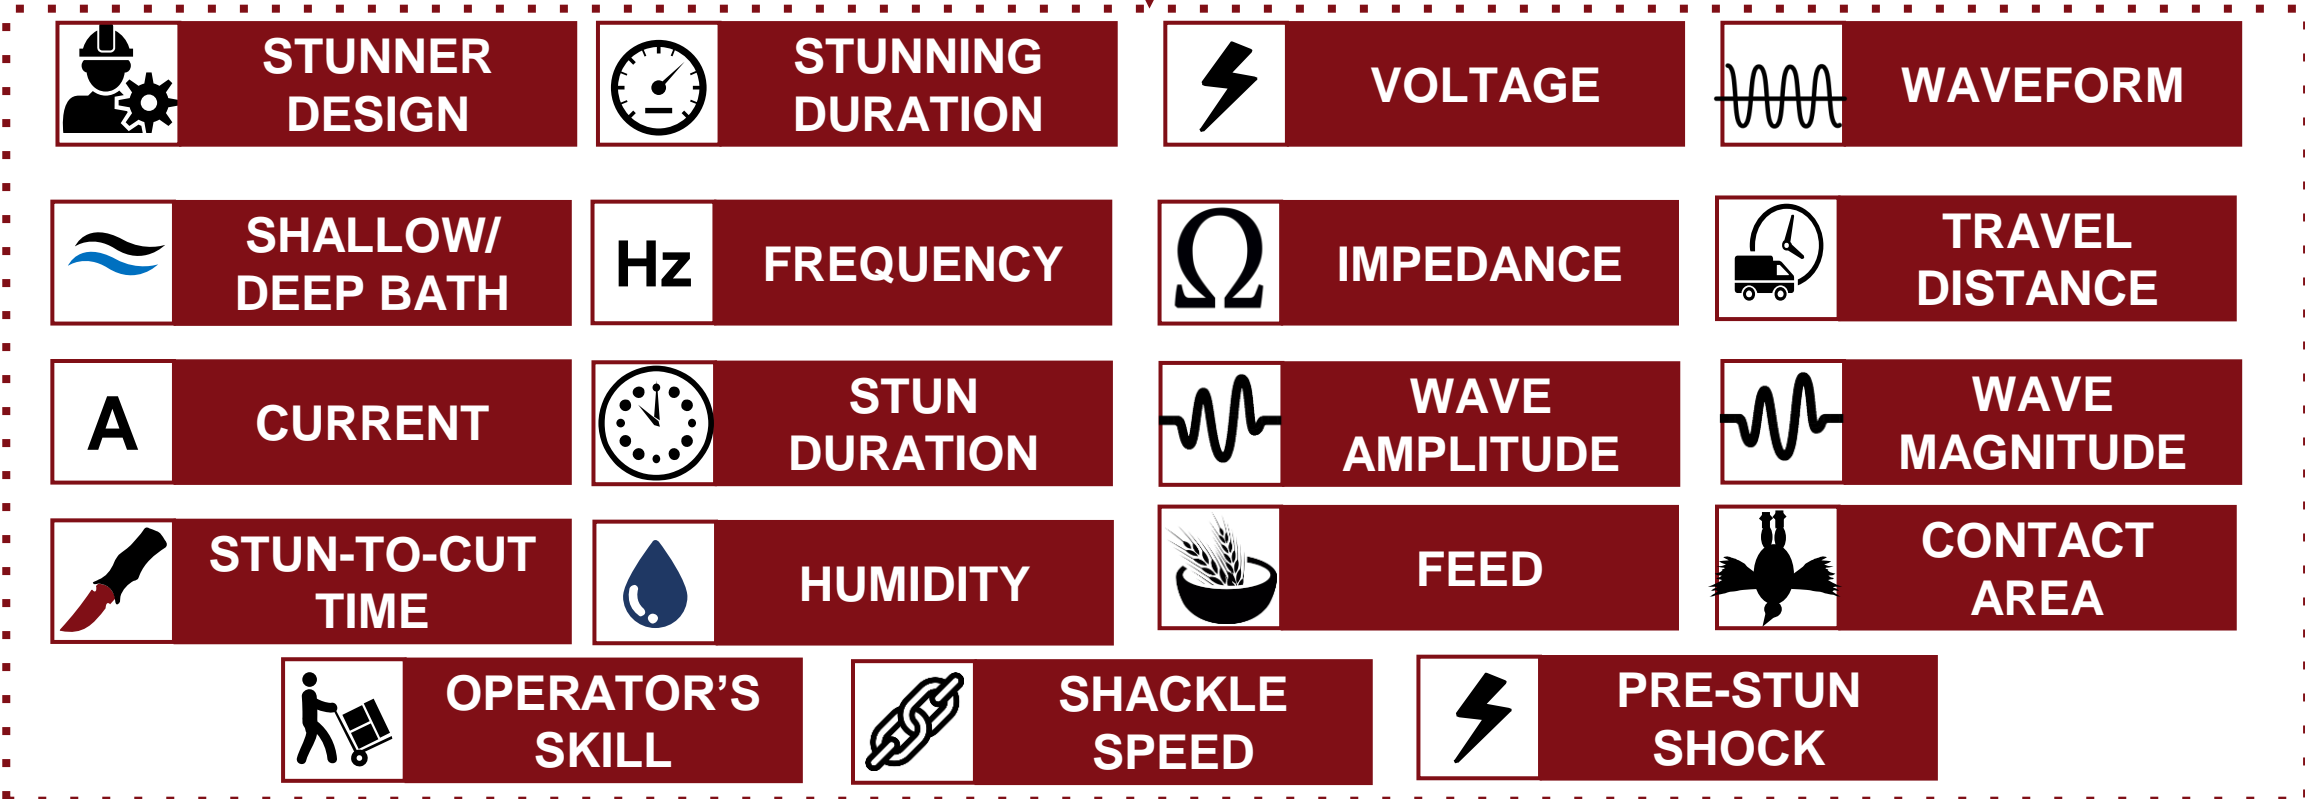 STUNNER
DESIGN
STUNNING
DURATION
VOLTAGE
WAVEFORM
SHALLOW/
DEEP BATH
Hz
FREQUENCY
Ω
IMPEDANCE
TRAVEL
DISTANCE
A
CURRENT
STUN
DURATION
WAVE
AMPLITUDE
WAVE
MAGNITUDE
STUN-TO-CUT
TIME
HUMIDITY
FEED
CONTACT
AREA
OPERATOR’S
SKILL
SHACKLE
SPEED
PRE-STUN
SHOCK